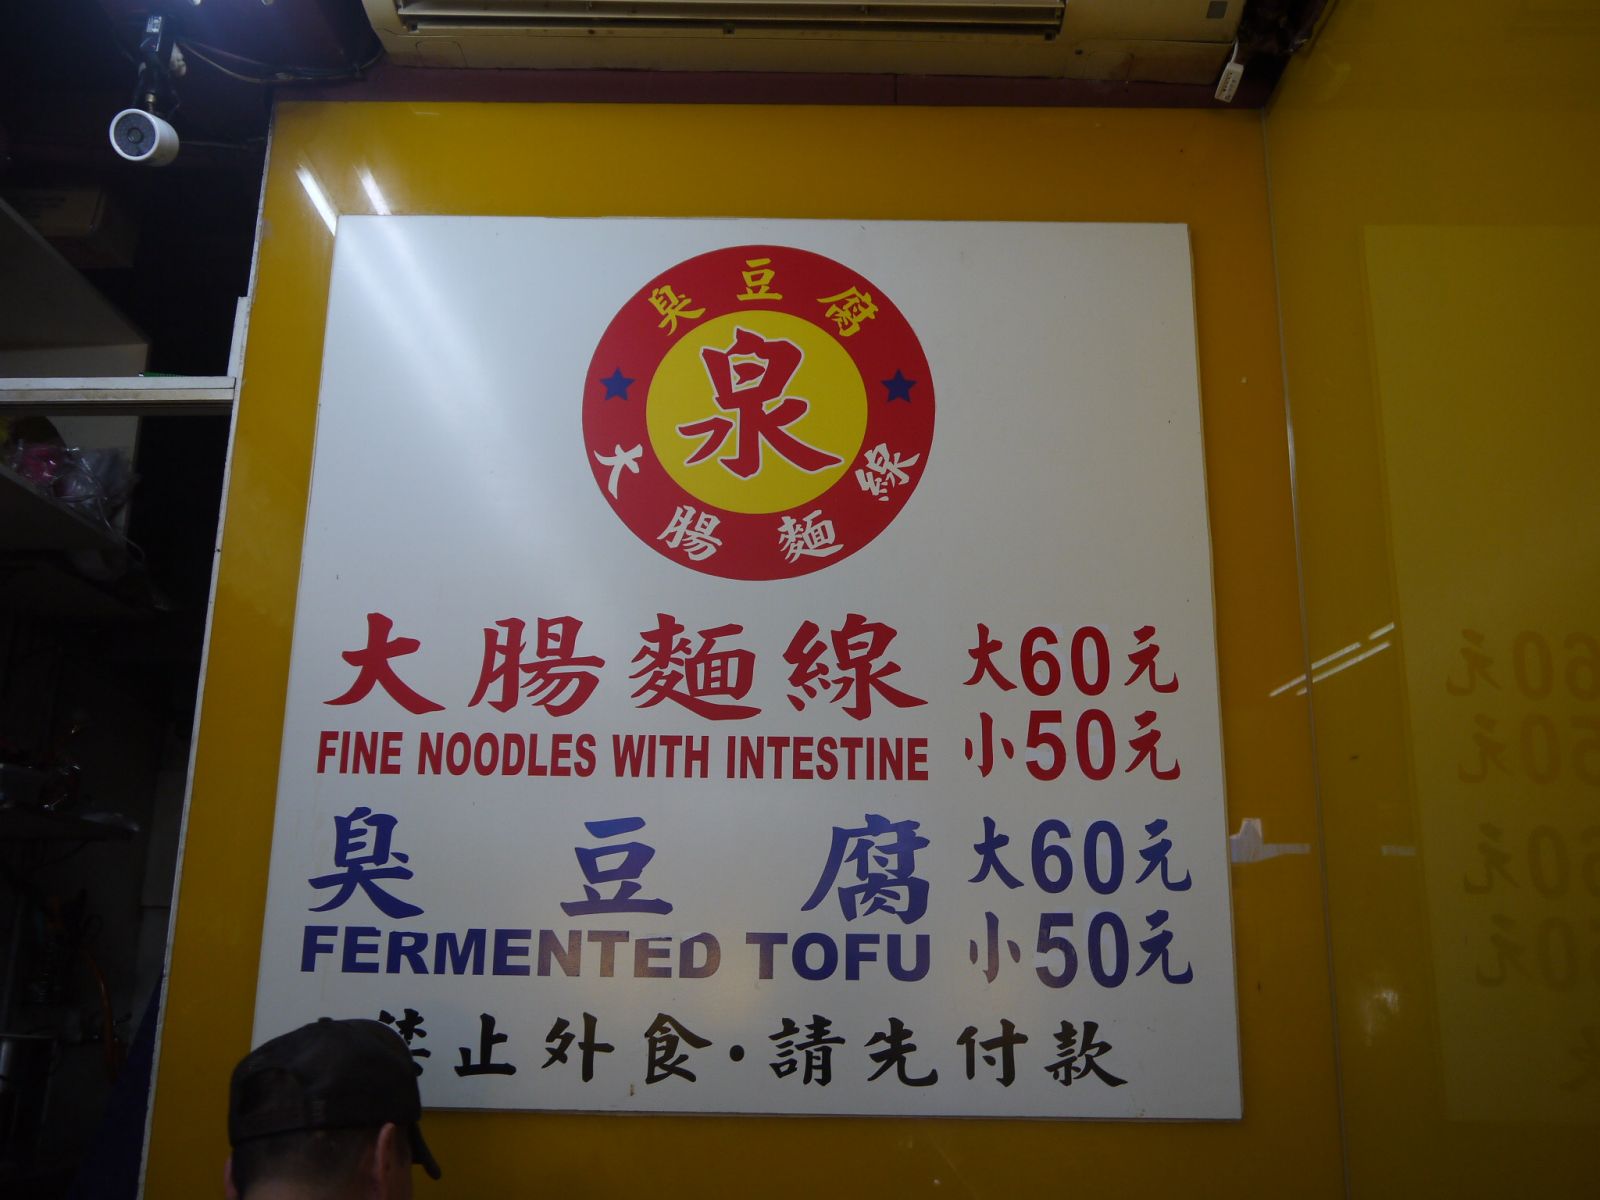 臭豆腐
泉
大腸麵線
大腸麵線 大60元
FINE NOODLES WITH INTESTINE 小50元
臭豆腐 大60元
FERMENTED TOFU 小50元
禁止外食·請先付款